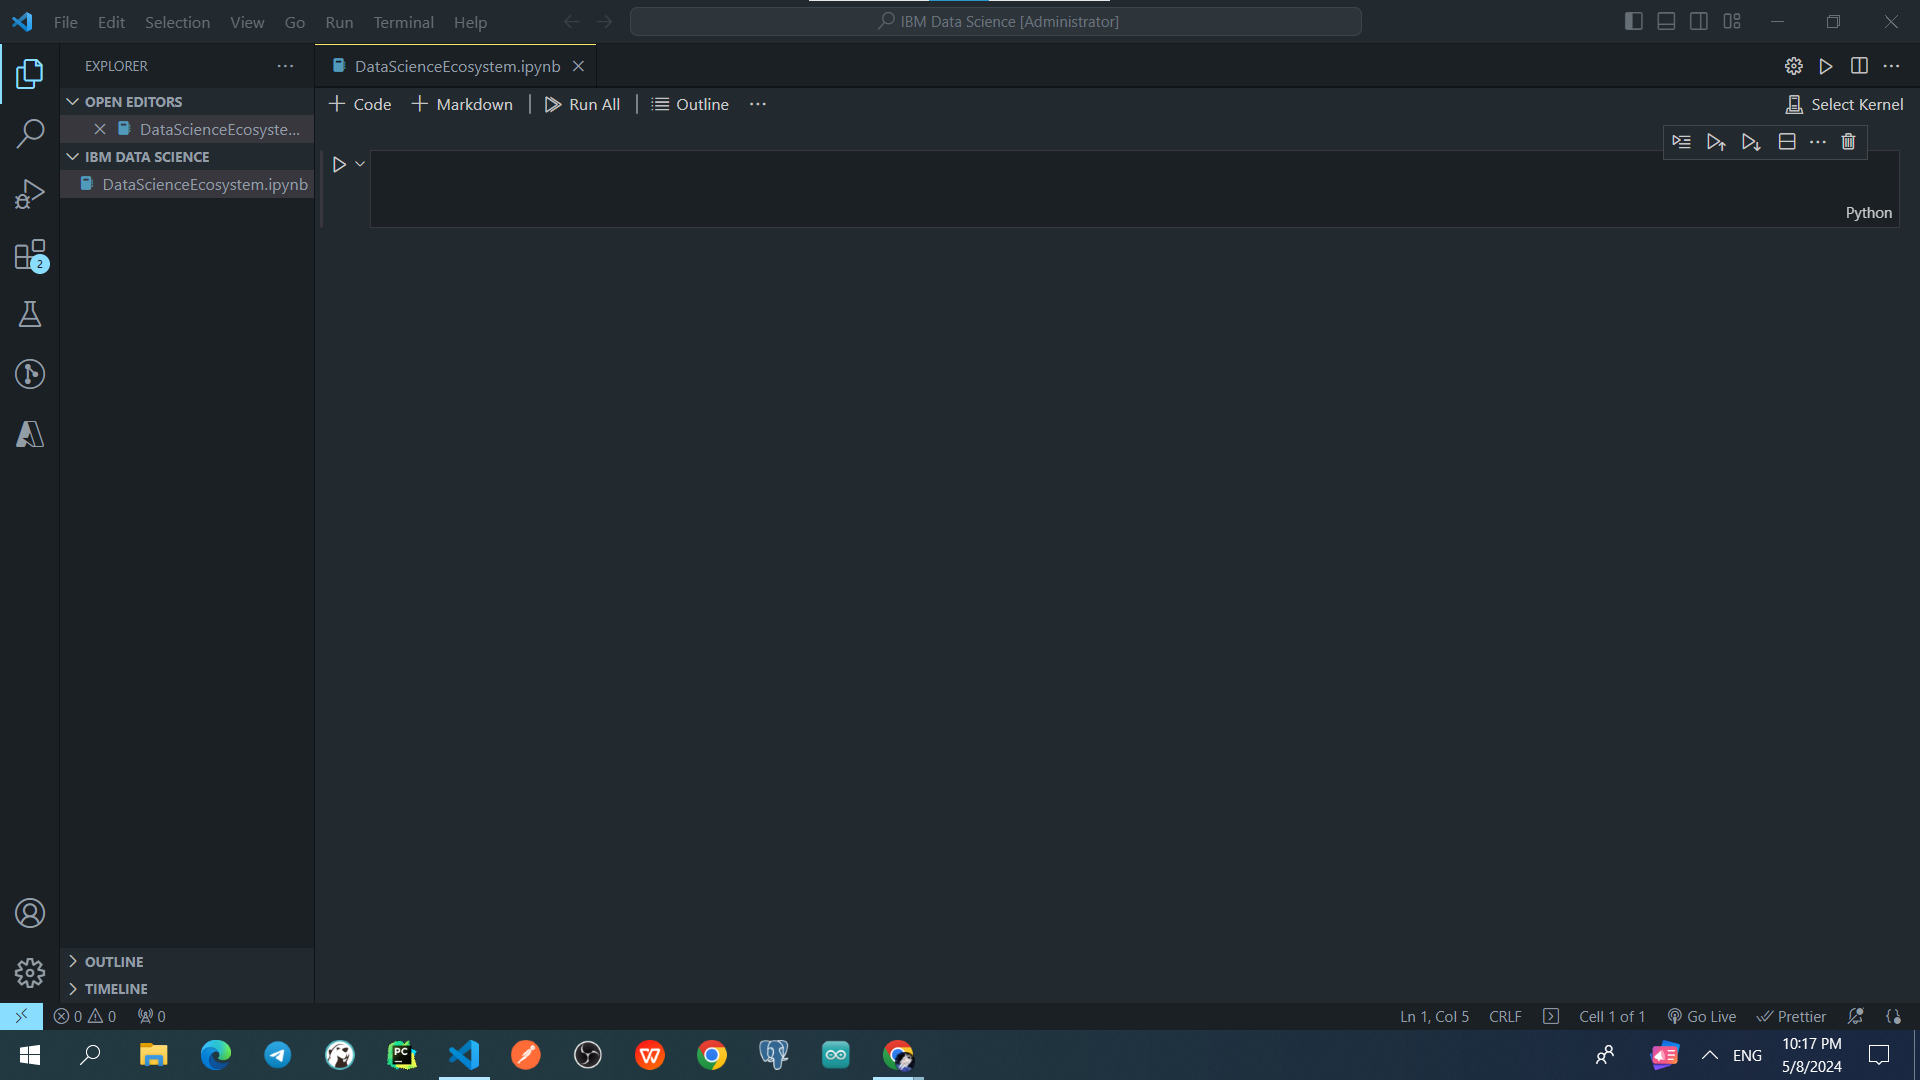 File Edit Selection View Go Run Terminal Help
IBM Data Science [Administrator]
EXPLORER
OPEN EDITORS
DataScienceEcosyste...
IBM DATA SCIENCE
DataScienceEcosystem.ipynb
OUTLINE
TIMELINE
2
DataScienceEcosystem.ipynb
Code Markdown Run All Outline
Select Kernel
Python
0 0 0
Ln 1, Col 5 CRLF Cell 1 of 1 Go Live Prettier
PC
W
ENG
10:17 PM
5/8/2024